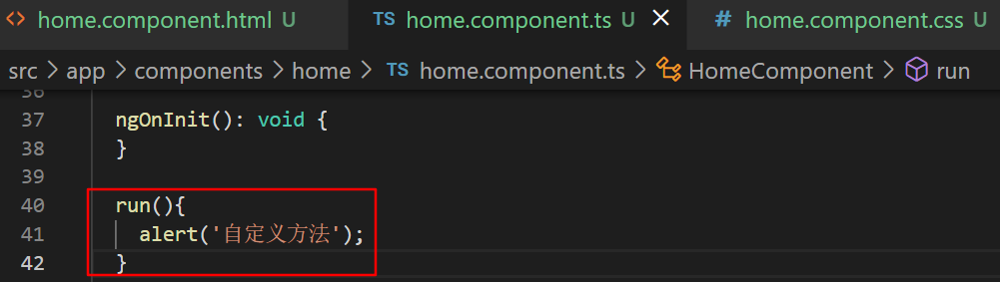 <> home.component.html U TS home.component.ts U × # home.component.css U
src > app > components > home > TS home.component.ts > HomeComponent > run
36
37 ngOnInit(): void {
38 }
39
40 run(){
41 alert('自定义方法');
42 }